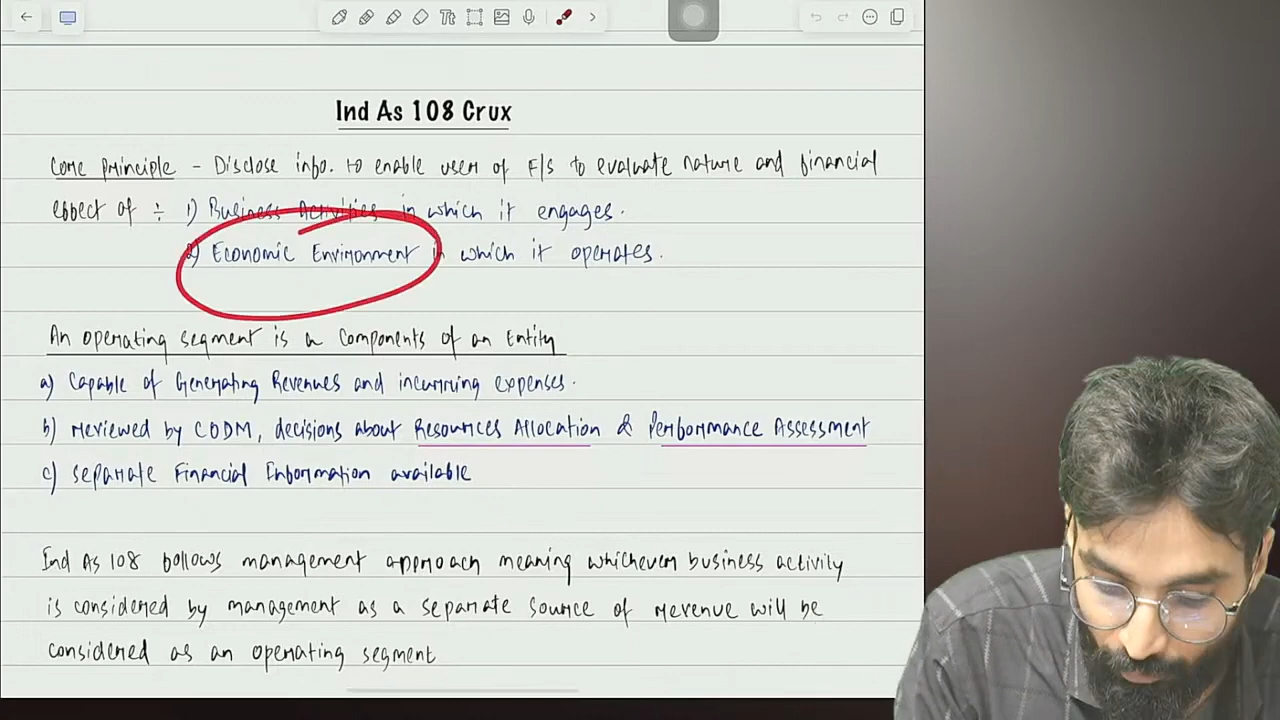 Ind As 108 Crux
Core Principle - Disclose info. to enable users of F/S to evaluate nature and financial
effect of ÷ 1) Business Activities in which it engages.
2) Economic Environment in which it operates.
An operating segment is a Components of an Entity
a) Capable of Generating Revenues and incurring expenses.
b) reviewed by CODM, decisions about Resources Allocation & Performance Assessment
c) separate Financial Information available
Ind As 108 follows management approach meaning whichever business activity
is considered by management as a separate source of revenue will be
considered as an operating segment